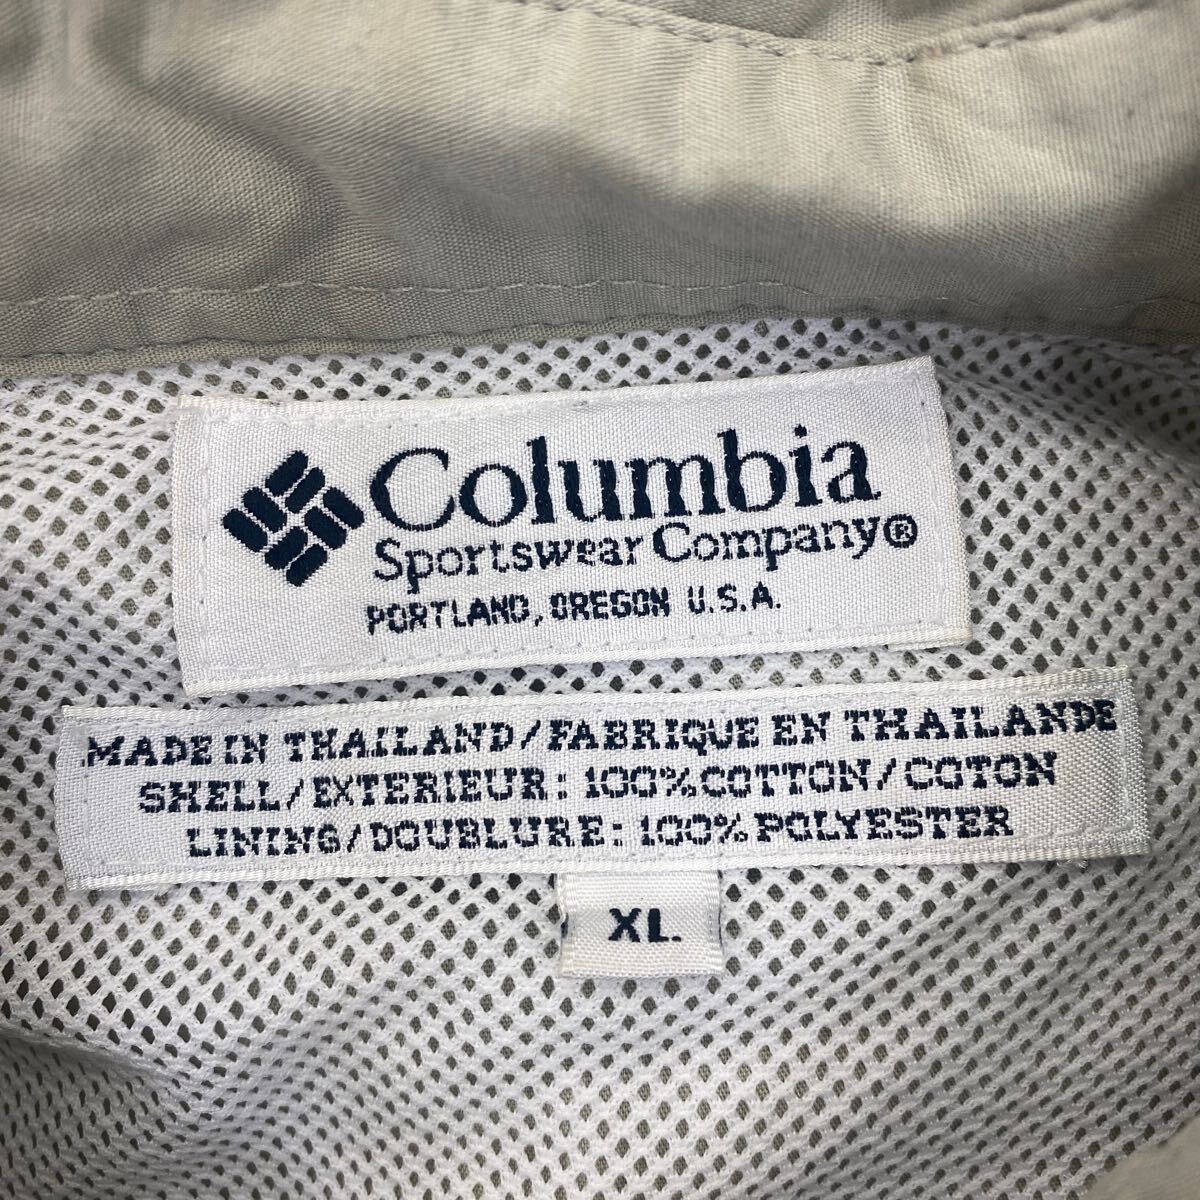 Columbia
Sportswear Company®
PORTLAND, OREGON U.S.A.
MADE IN THAILAND/FABRIQUE EN THAILANDE
SHELL/EXTERIEUR: 100% COTTON/COTON
LINING/DOUBLURE: 100% POLYESTER
XL.